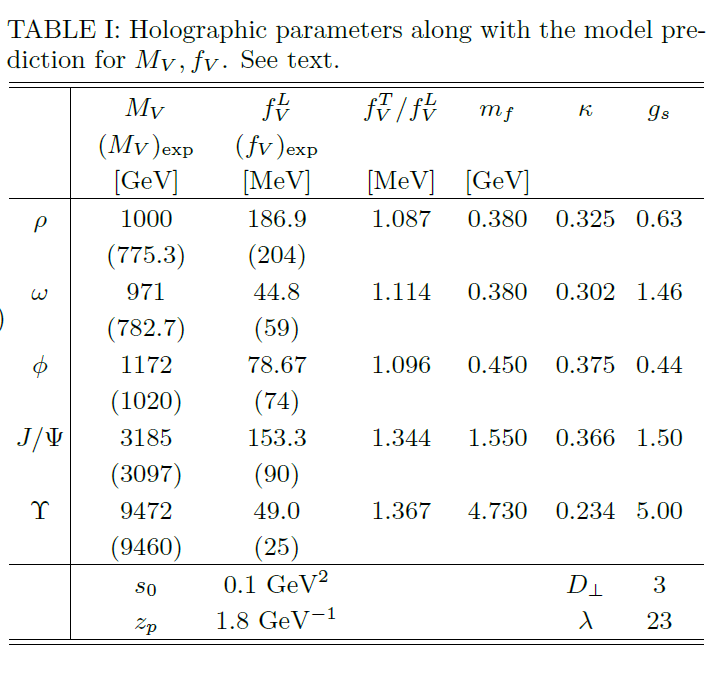 TABLE I: Holographic parameters along with the model pre-
diction for M_V, f_V. See text.
M_V f_V^L f_V^T/f_V^L m_f κ g_s
(M_V)_exp (f_V)_exp
[GeV] [MeV] [MeV] [GeV]
ρ 1000 186.9 1.087 0.380 0.325 0.63
(775.3) (204)
ω 971 44.8 1.114 0.380 0.302 1.46
(782.7) (59)
)
ϕ 1172 78.67 1.096 0.450 0.375 0.44
(1020) (74)
J/Ψ 3185 153.3 1.344 1.550 0.366 1.50
(3097) (90)
ϒ 9472 49.0 1.367 4.730 0.234 5.00
(9460) (25)
s_0 0.1 GeV^2 D_⊥ 3
z_p 1.8 GeV^−1 λ 23